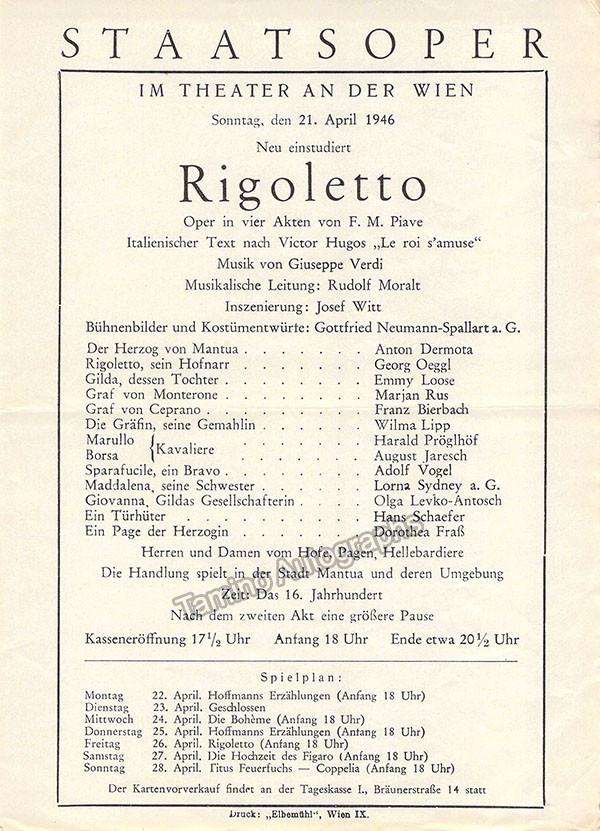 STAATSOPER
IM THEATER AN DER WIEN
Sonntag, den 21. April 1946
Neu einstudiert
Rigoletto
Oper in vier Akten von F. M. Piave
Italienischer Text nach Victor Hugos „Le roi s'amuse"
Musik von Giuseppe Verdi
Musikalische Leitung: Rudolf Moralt
Inszenierung: Josef Witt
Bühnenbilder und Kostümentwürfe: Gottfried Neumann-Spallart a. G.
Der Herzog von Mantua . . . . . . . Anton Dermota
Rigoletto, sein Hofnarr . . . . . . . Georg Oeggl
Gilda, dessen Tochter . . . . . . . Emmy Loose
Graf von Monterone . . . . . . . Marjan Rus
Graf von Ceprano . . . . . . . . Franz Bierbach
Die Gräfin, seine Gemahlin . . . . . . Wilma Lipp
Marullo { Kavaliere . . . . . . . Harald Pröglhöf
Borsa . . . . . . . August Jaresch
Sparafucile, ein Bravo . . . . . . . Adolf Vogel
Maddalena, seine Schwester . . . . . . Lorna Sydney a. G.
Giovanna, Gildas Gesellschafterin . . . . Olga Levko-Antosch
Ein Türhüter . . . . . . . . . Hans Schaefer
Ein Page der Herzogin . . . . . . . Dorothea Fraß
Herren und Damen vom Hofe, Pagen, Hellebardiere
Die Handlung spielt in der Stadt Mantua und deren Umgebung
Zeit: Das 16. Jahrhundert
Nach dem zweiten Akt eine größere Pause
Tamino Autographs
Kasseneröffnung 17 1/2 Uhr Anfang 18 Uhr Ende etwa 20 1/2 Uhr
Spielplan:
Montag 22. April. Hoffmanns Erzählungen (Anfang 18 Uhr)
Dienstag 23. April. Geschlossen
Mittwoch 24. April. Die Bohème (Anfang 18 Uhr)
Donnerstag 25. April. Hoffmanns Erzählungen (Anfang 18 Uhr)
Freitag 26. April. Rigoletto (Anfang 18 Uhr)
Samstag 27. April. Die Hochzeit des Figaro (Anfang 18 Uhr)
Sonntag 28. April. Titus Feuerfuchs — Coppelia (Anfang 18 Uhr)
Der Kartenvorverkauf findet an der Tageskasse I., Bräunerstraße 14 statt
Druck: „Elbemühl", Wien IX.